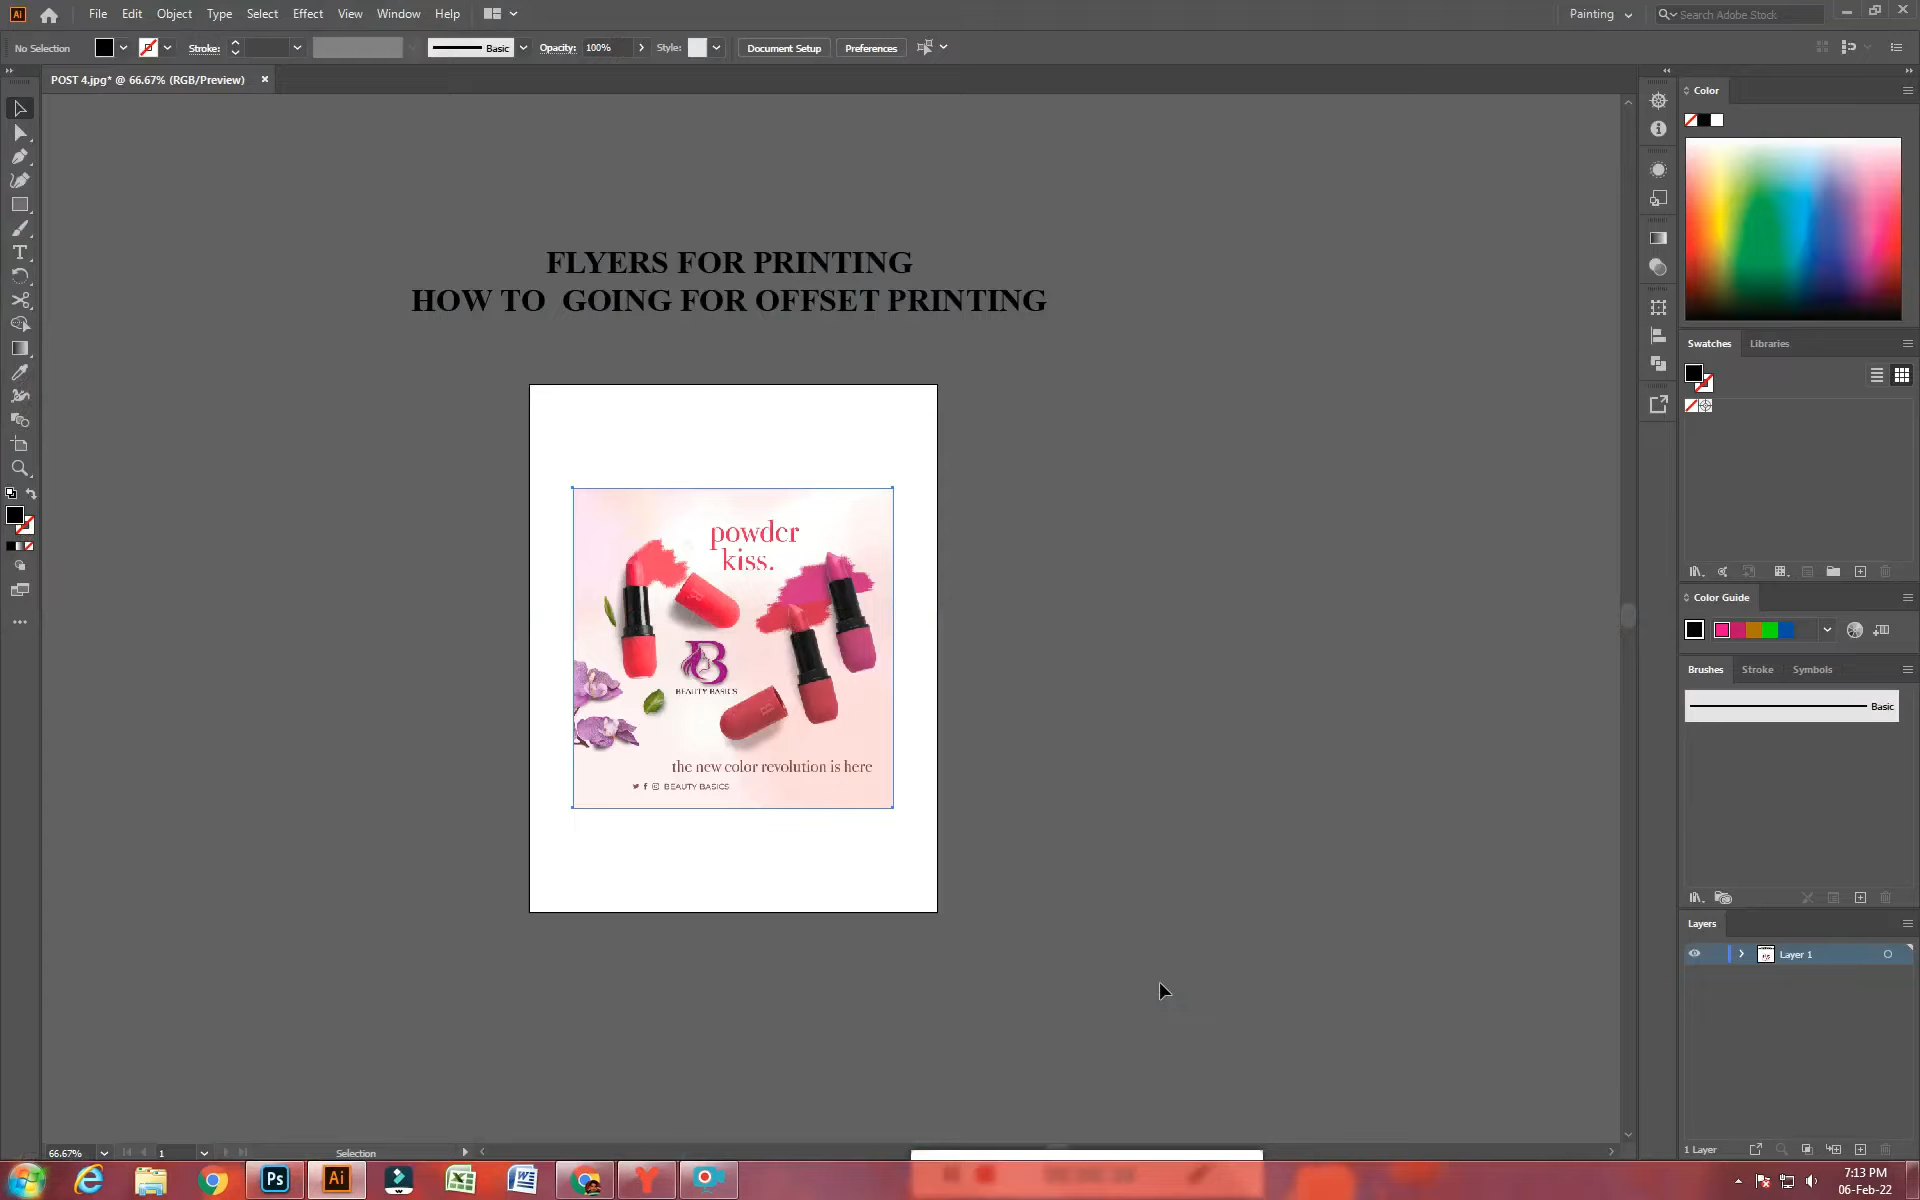 File Edit Object Type Select Effect View Window Help
Painting
Search Adobe Stock
No Selection
Stroke:
Basic
Opacity: 100%
Style:
Document Setup
Preferences
POST 4.jpg* @ 66.67% (RGB/Preview)
FLYERS FOR PRINTING
HOW TO GOING FOR OFFSET PRINTING
powder
kiss.
B
BEAUTY BASICS
the new color revolution is here
BEAUTY BASICS
Color
Swatches Libraries
Color Guide
Brushes Stroke Symbols
Basic
Layers
Layer 1
1 Layer
66.67%
1
Selection
Ps
Ai
7:13 PM
06-Feb-22